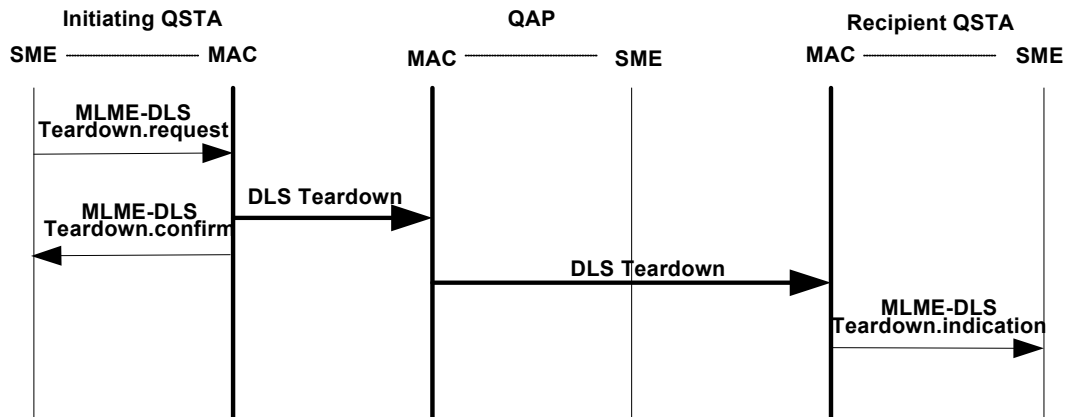 Initiating QSTA
QAP
Recipient QSTA
SME
MAC
MAC
SME
MAC
SME
MLME-DLS
Teardown.request
DLS Teardown
MLME-DLS
Teardown.confirm
DLS Teardown
MLME-DLS
Teardown.indication